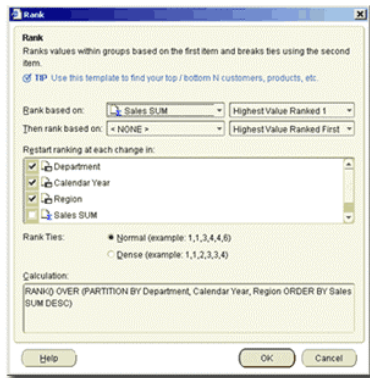 Rank
Rank
Ranks values within groups based on the first item and breaks ties using the second
item.
TIP Use this template to find your top / bottom N customers, products, etc.
Rank based on: Sales SUM Highest Value Ranked 1
Then rank based on: < NONE > Highest Value Ranked First
Restart ranking at each change in:
Department
Calendar Year
Region
Sales SUM
Rank Ties: Normal (example: 1,1,3,4,4,6)
Dense (example: 1,1,2,3,3,4)
Calculation:
RANK() OVER (PARTITION BY Department, Calendar Year, Region ORDER BY Sales
SUM DESC)
Help OK Cancel